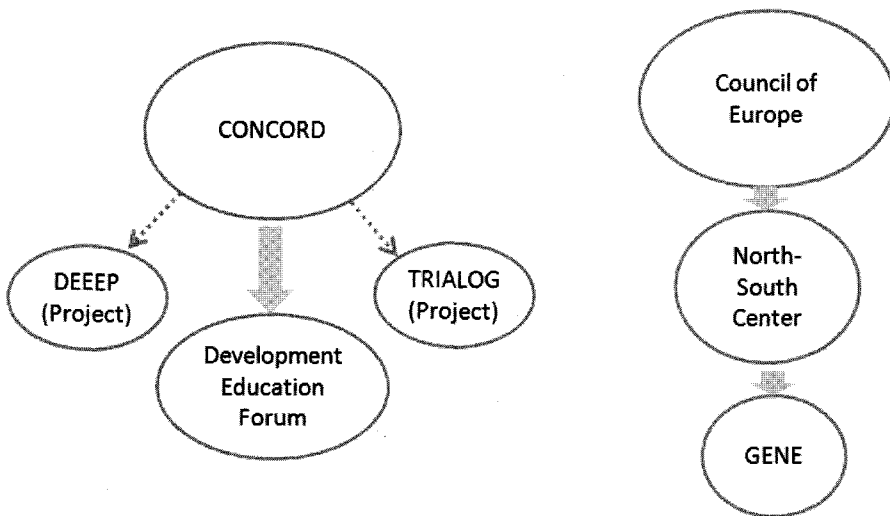 CONCORD
DEEEP
(Project)
TRIALOG
(Project)
Development
Education
Forum
Council of
Europe
North-
South
Center
GENE